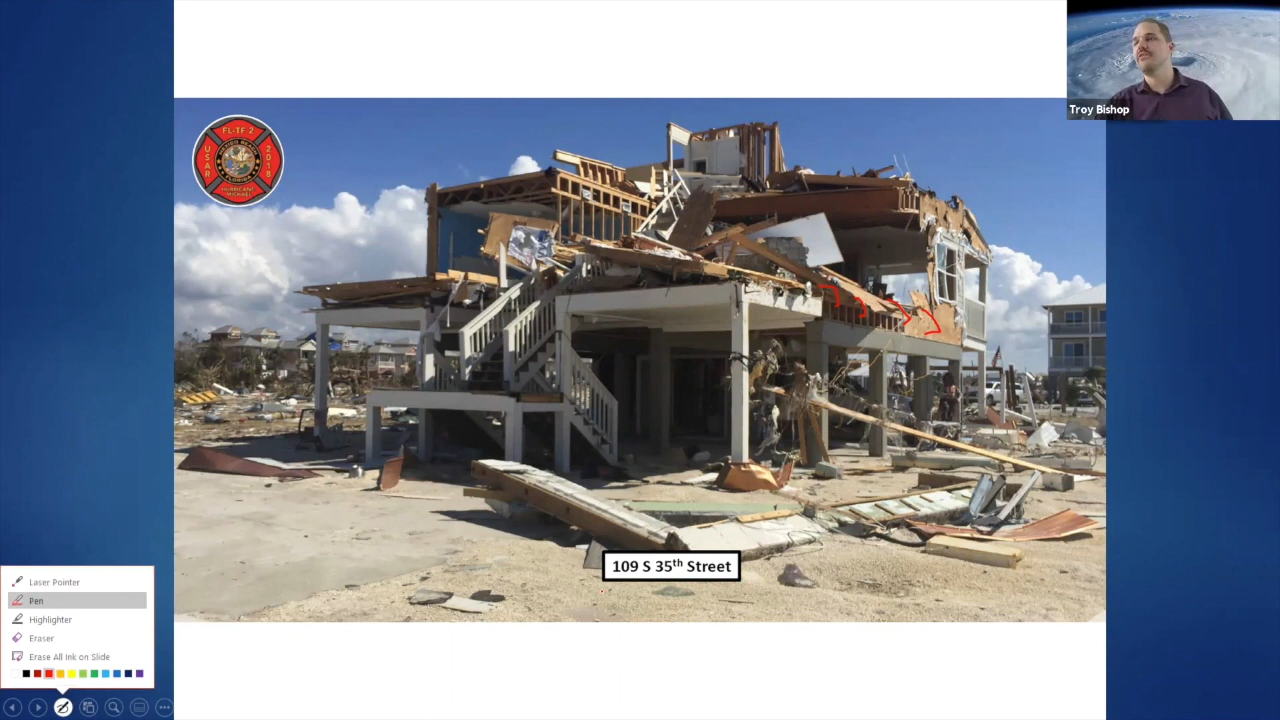 FL-TF 2
USAR
2018
HURRICANE
MICHAEL
Troy Bishop
109 S 35th Street
Laser Pointer
Pen
Highlighter
Eraser
Erase All Ink on Slide